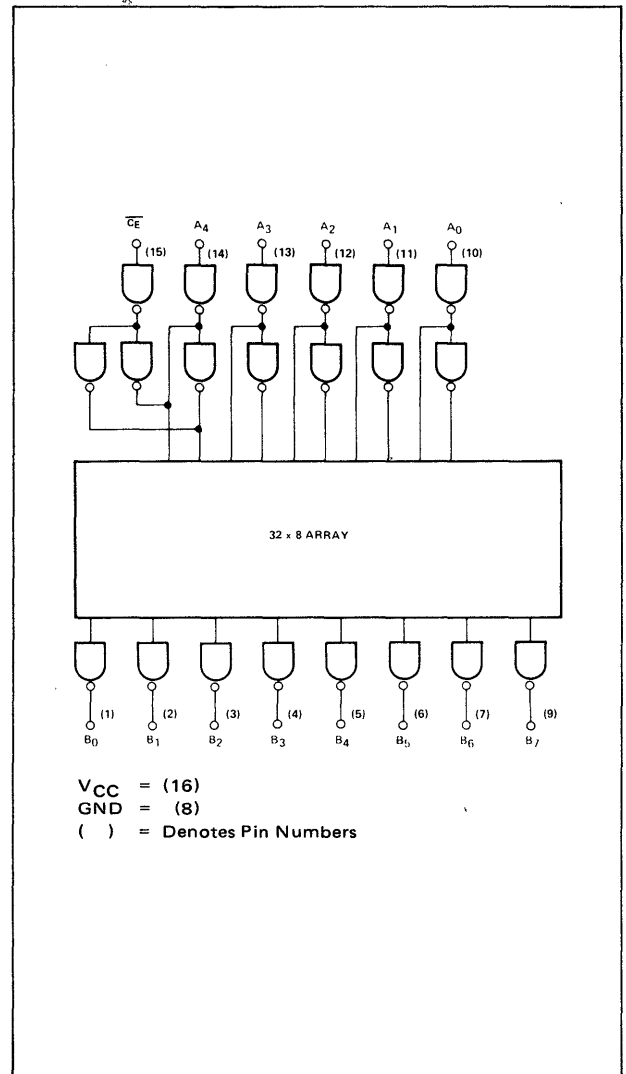 C̅E̅ A4 A3 A2 A1 A0
(15) (14) (13) (12) (11) (10)
32 x 8 ARRAY
(1) (2) (3) (4) (5) (6) (7) (9)
B0 B1 B2 B3 B4 B5 B6 B7
VCC = (16)
GND = (8)
( ) = Denotes Pin Numbers